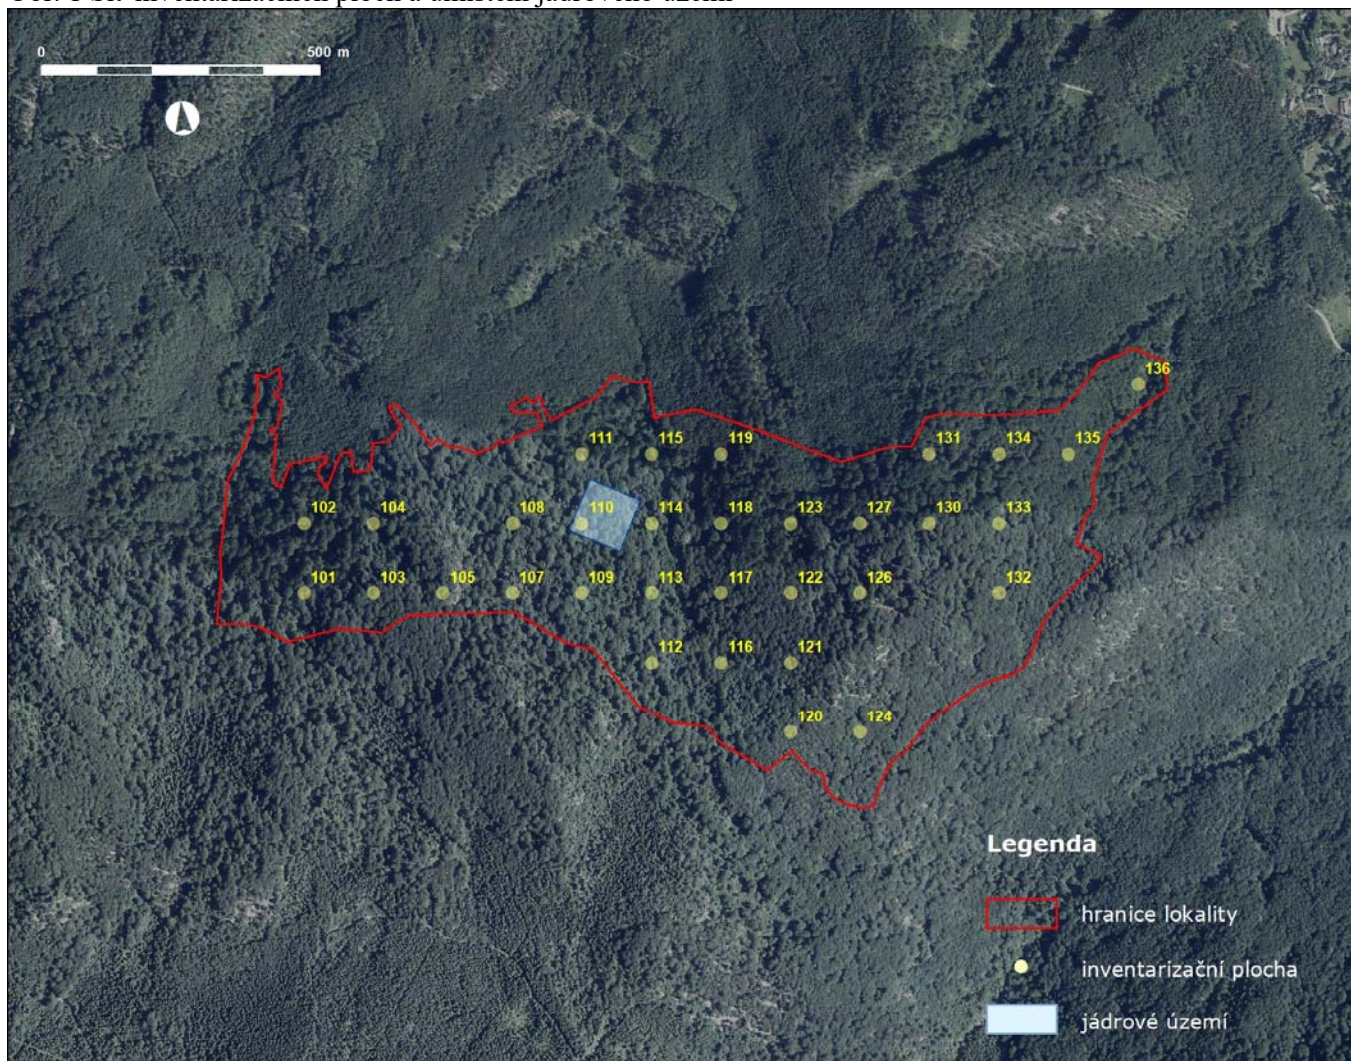 0 500 m
136
111 115 119 131 134 135
102 104 108 110 114 118 123 127 130 133
101 103 105 107 109 113 117 122 126 132
112 116 121
120 124
Legenda
hranice lokality
inventarizační plocha
jádrové území